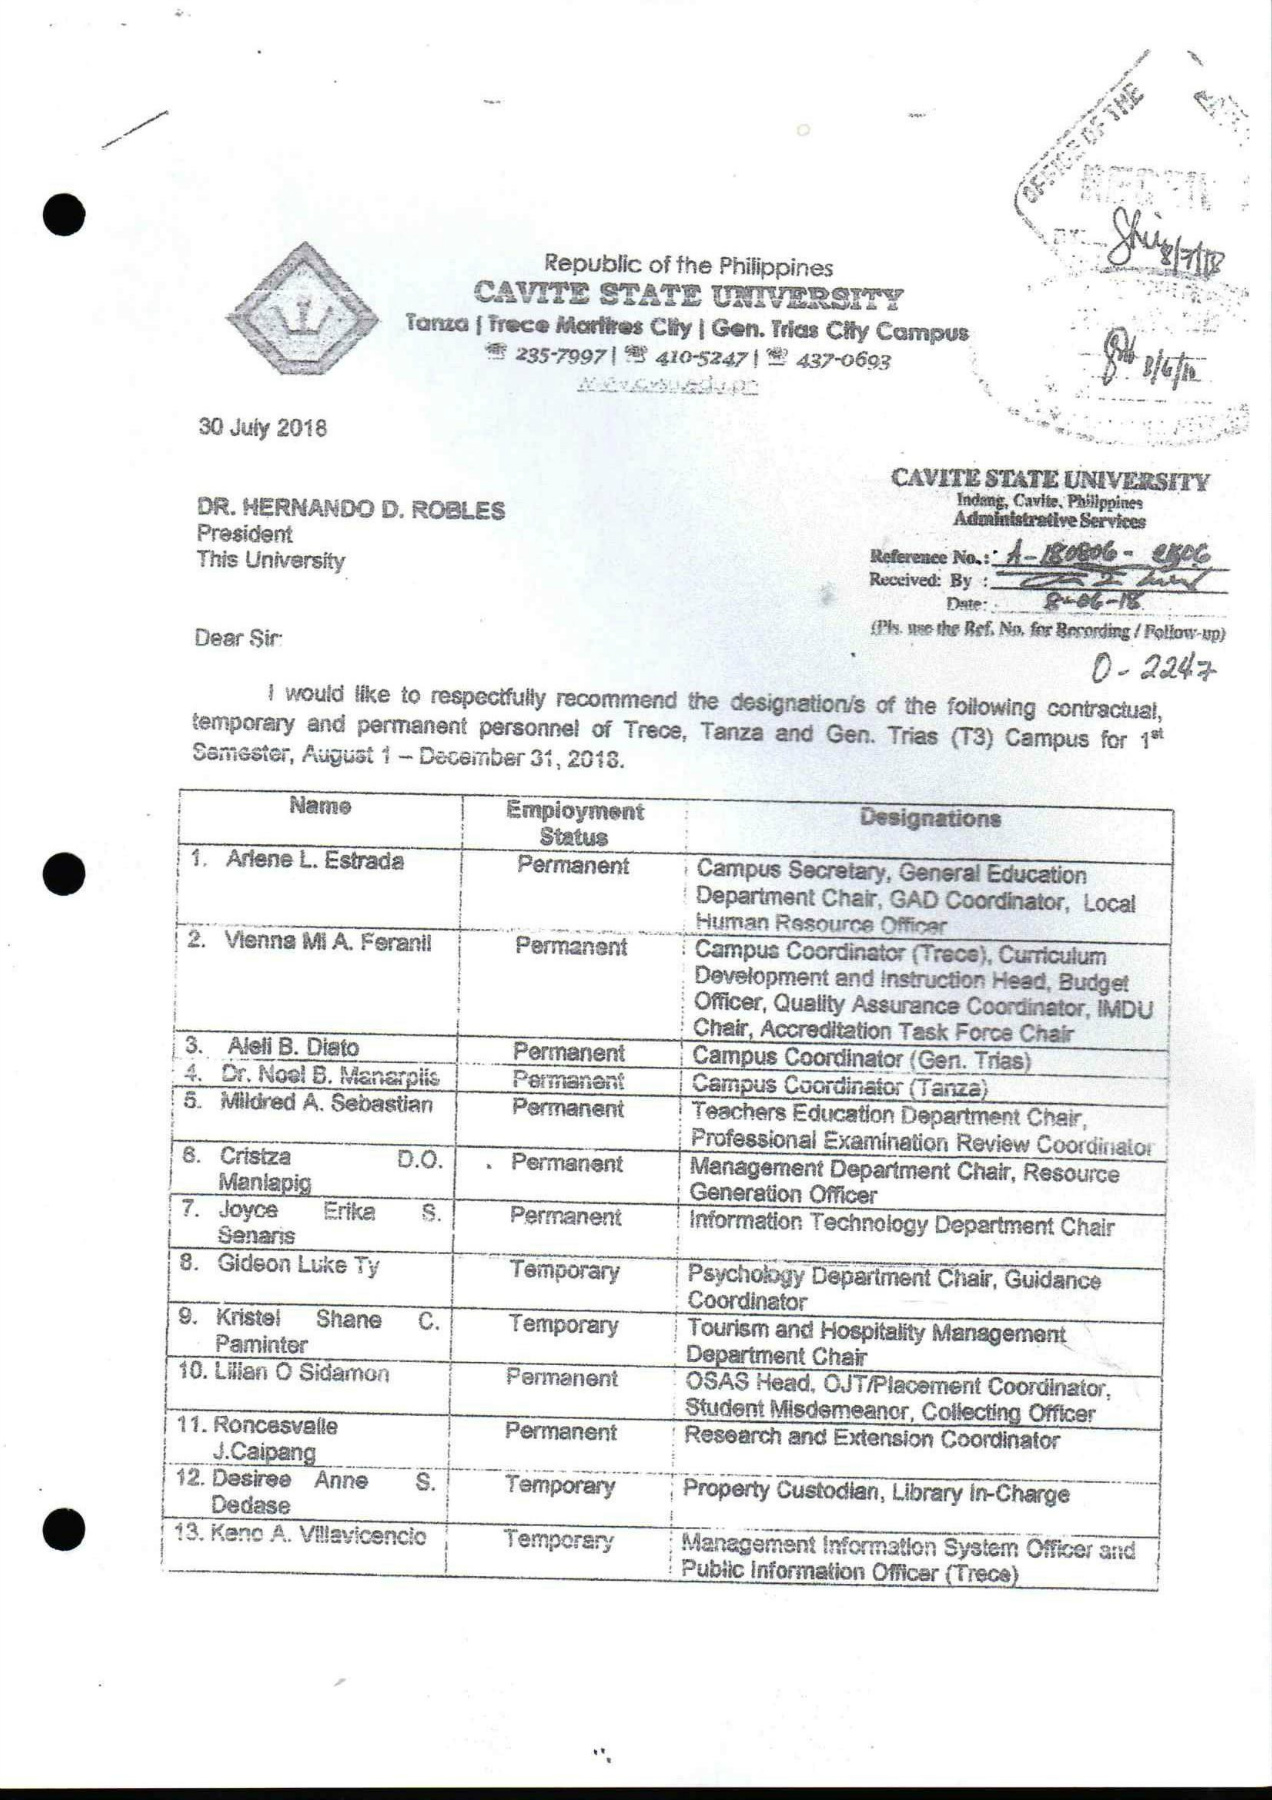 OFFICE OF THE
8/7/18
Republic of the Philippines
CAVITE STATE UNIVERSITY
Tanza | Trece Martires City | Gen. Trias City Campus
☎ 235-7997 | ☎ 410-5247 | ☎ 437-0693
www.cvsu.edu.ph
30 July 2018
CAVITE STATE UNIVERSITY
Indang, Cavite, Philippines
Administrative Services
Reference No.: A-180806-
Received: By :
Date: 8-06-18
(Pls. use the Ref. No. for Recording / Follow-up)
0-2247
DR. HERNANDO D. ROBLES
President
This University
Dear Sir:
I would like to respectfully recommend the designation/s of the following contractual,
temporary and permanent personnel of Trece, Tanza and Gen. Trias (T3) Campus for 1st
Semester, August 1 – December 31, 2018.
Name Employment Status Designations
1. Arlene L. Estrada Permanent Campus Secretary, General Education
Department Chair, GAD Coordinator, Local
Human Resource Officer
2. Vienna Mi A. Feranil Permanent Campus Coordinator (Trece), Curriculum
Development and Instruction Head, Budget
Officer, Quality Assurance Coordinator, IMDU
Chair, Accreditation Task Force Chair
3. Aleli B. Diato Permanent Campus Coordinator (Gen. Trias)
4. Dr. Noel B. Manarpiis Permanent Campus Coordinator (Tanza)
5. Mildred A. Sebastian Permanent Teachers Education Department Chair,
Professional Examination Review Coordinator
6. Cristza D.O. Permanent Management Department Chair, Resource
Manlapig Generation Officer
7. Joyce Erika S. Permanent Information Technology Department Chair
Senaris
8. Gideon Luke Ty Temporary Psychology Department Chair, Guidance
Coordinator
9. Kristel Shane C. Temporary Tourism and Hospitality Management
Paminter Department Chair
10. Lilian O Sidamon Permanent OSAS Head, OJT/Placement Coordinator,
Student Misdemeanor, Collecting Officer
11. Roncesvalle Permanent Research and Extension Coordinator
J.Caipang
12. Desiree Anne S. Temporary Property Custodian, Library In-Charge
Dedase
13. Keno A. Villavicencio Temporary Management Information System Officer and
Public Information Officer (Trece)